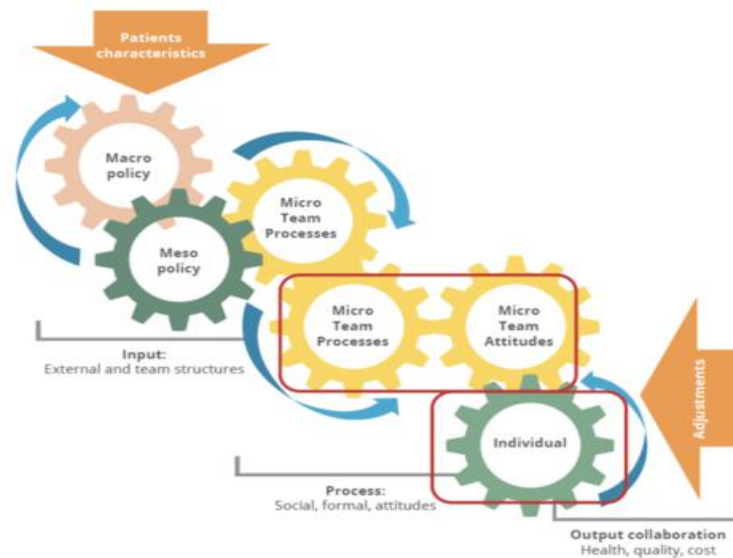 Patients
characteristics
Macro
policy
Micro
Team
Processes
Meso
policy
Micro
Team
Processes
Micro
Team
Attitudes
Input:
External and team structures
Adjustments
Individual
Process:
Social, formal, attitudes
Output collaboration
Health, quality, cost